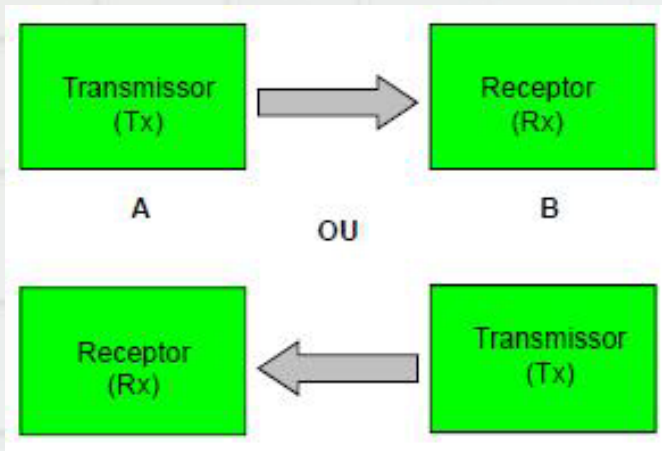 Transmissor
(Tx)
Receptor
(Rx)
A
B
OU
Receptor
(Rx)
Transmissor
(Tx)